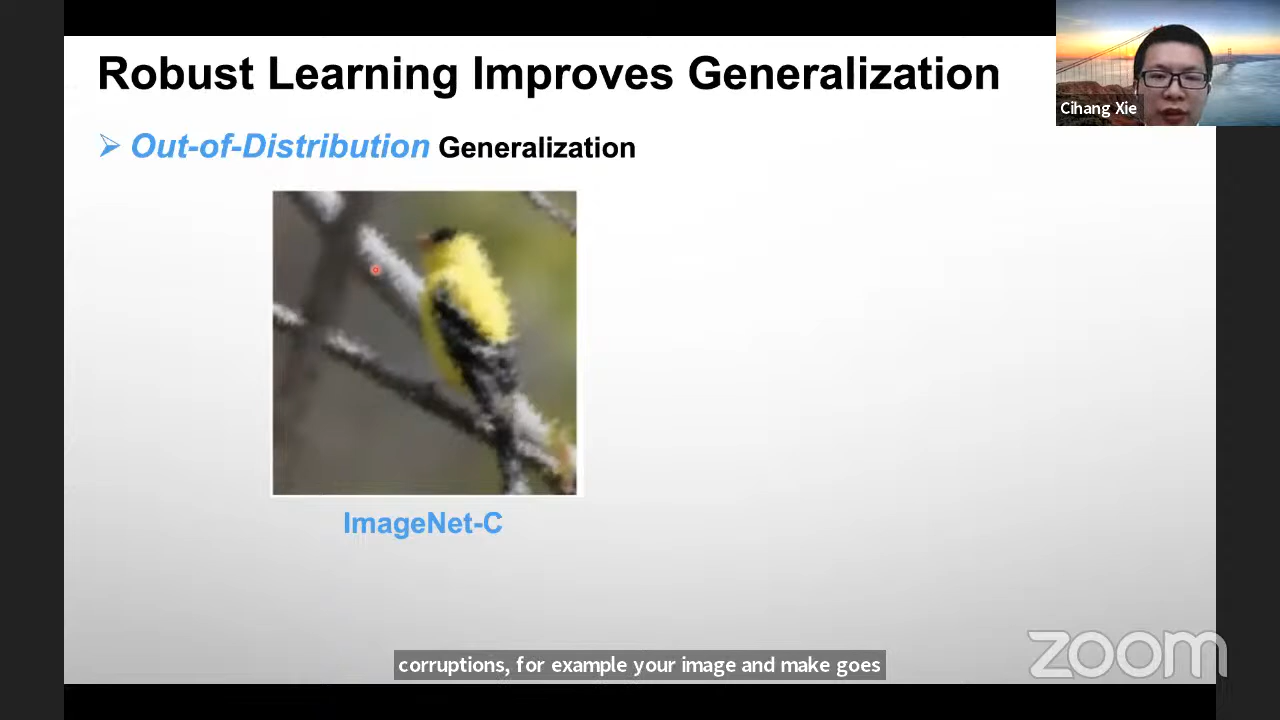 Robust Learning Improves Generalization
Cihang Xie
Out-of-Distribution Generalization
ImageNet-C
corruptions, for example your image and make goes
zoom